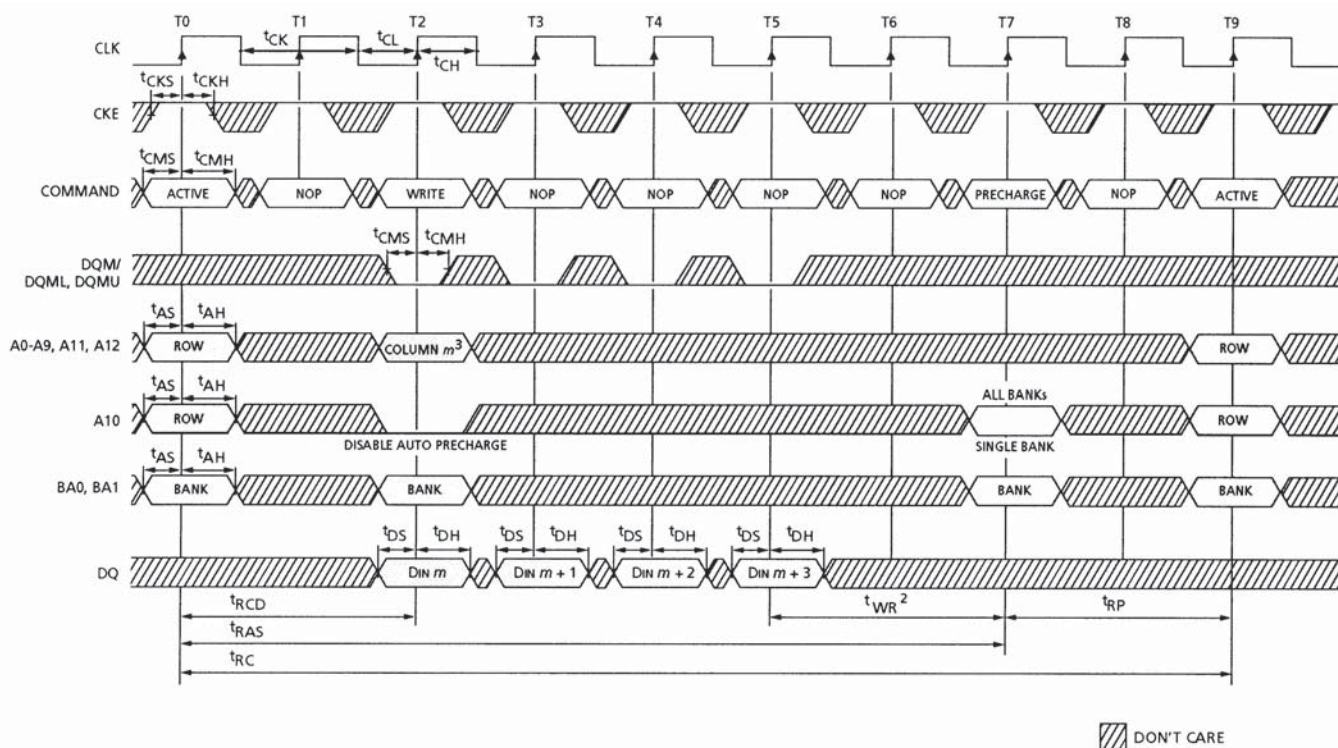 T0 T1 T2 T3 T4 T5 T6 T7 T8 T9
CLK tCK tCL tCH
tCKS tCKH
CKE
tCMS tCMH
COMMAND ACTIVE NOP WRITE NOP NOP NOP NOP PRECHARGE NOP ACTIVE
tCMS tCMH
DQM/
DQML, DQMU
tAS tAH
A0-A9, A11, A12 ROW COLUMN m3 ROW
tAS tAH ALL BANKs
A10 ROW ROW
DISABLE AUTO PRECHARGE SINGLE BANK
tAS tAH
BA0, BA1 BANK BANK BANK BANK
tDS tDH tDS tDH tDS tDH tDS tDH
DQ DIN m DIN m + 1 DIN m + 2 DIN m + 3
tRCD tWR2 tRP
tRAS
tRC
DON'T CARE